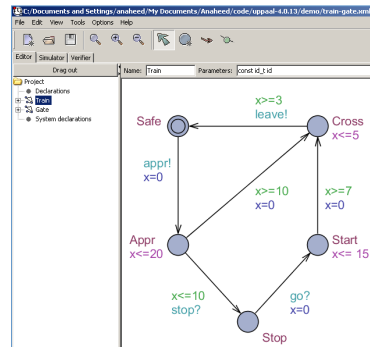 C:/Documents and Settings/anaheed/My Documents/Anaheed/code/uppaal-4.0.13/demo/train-gate.xml
File Edit View Tools Options Help
Editor Simulator Verifier
Drag out
Name: Train Parameters: const id_t id
Project
Declarations
Train
Gate
System declarations
Safe
x>=3
leave!
Cross
x<=5
appr!
x=0
x>=10
x=0
x>=7
x=0
Appr
x<=20
Start
x<= 15
x<=10
stop?
go?
x=0
Stop